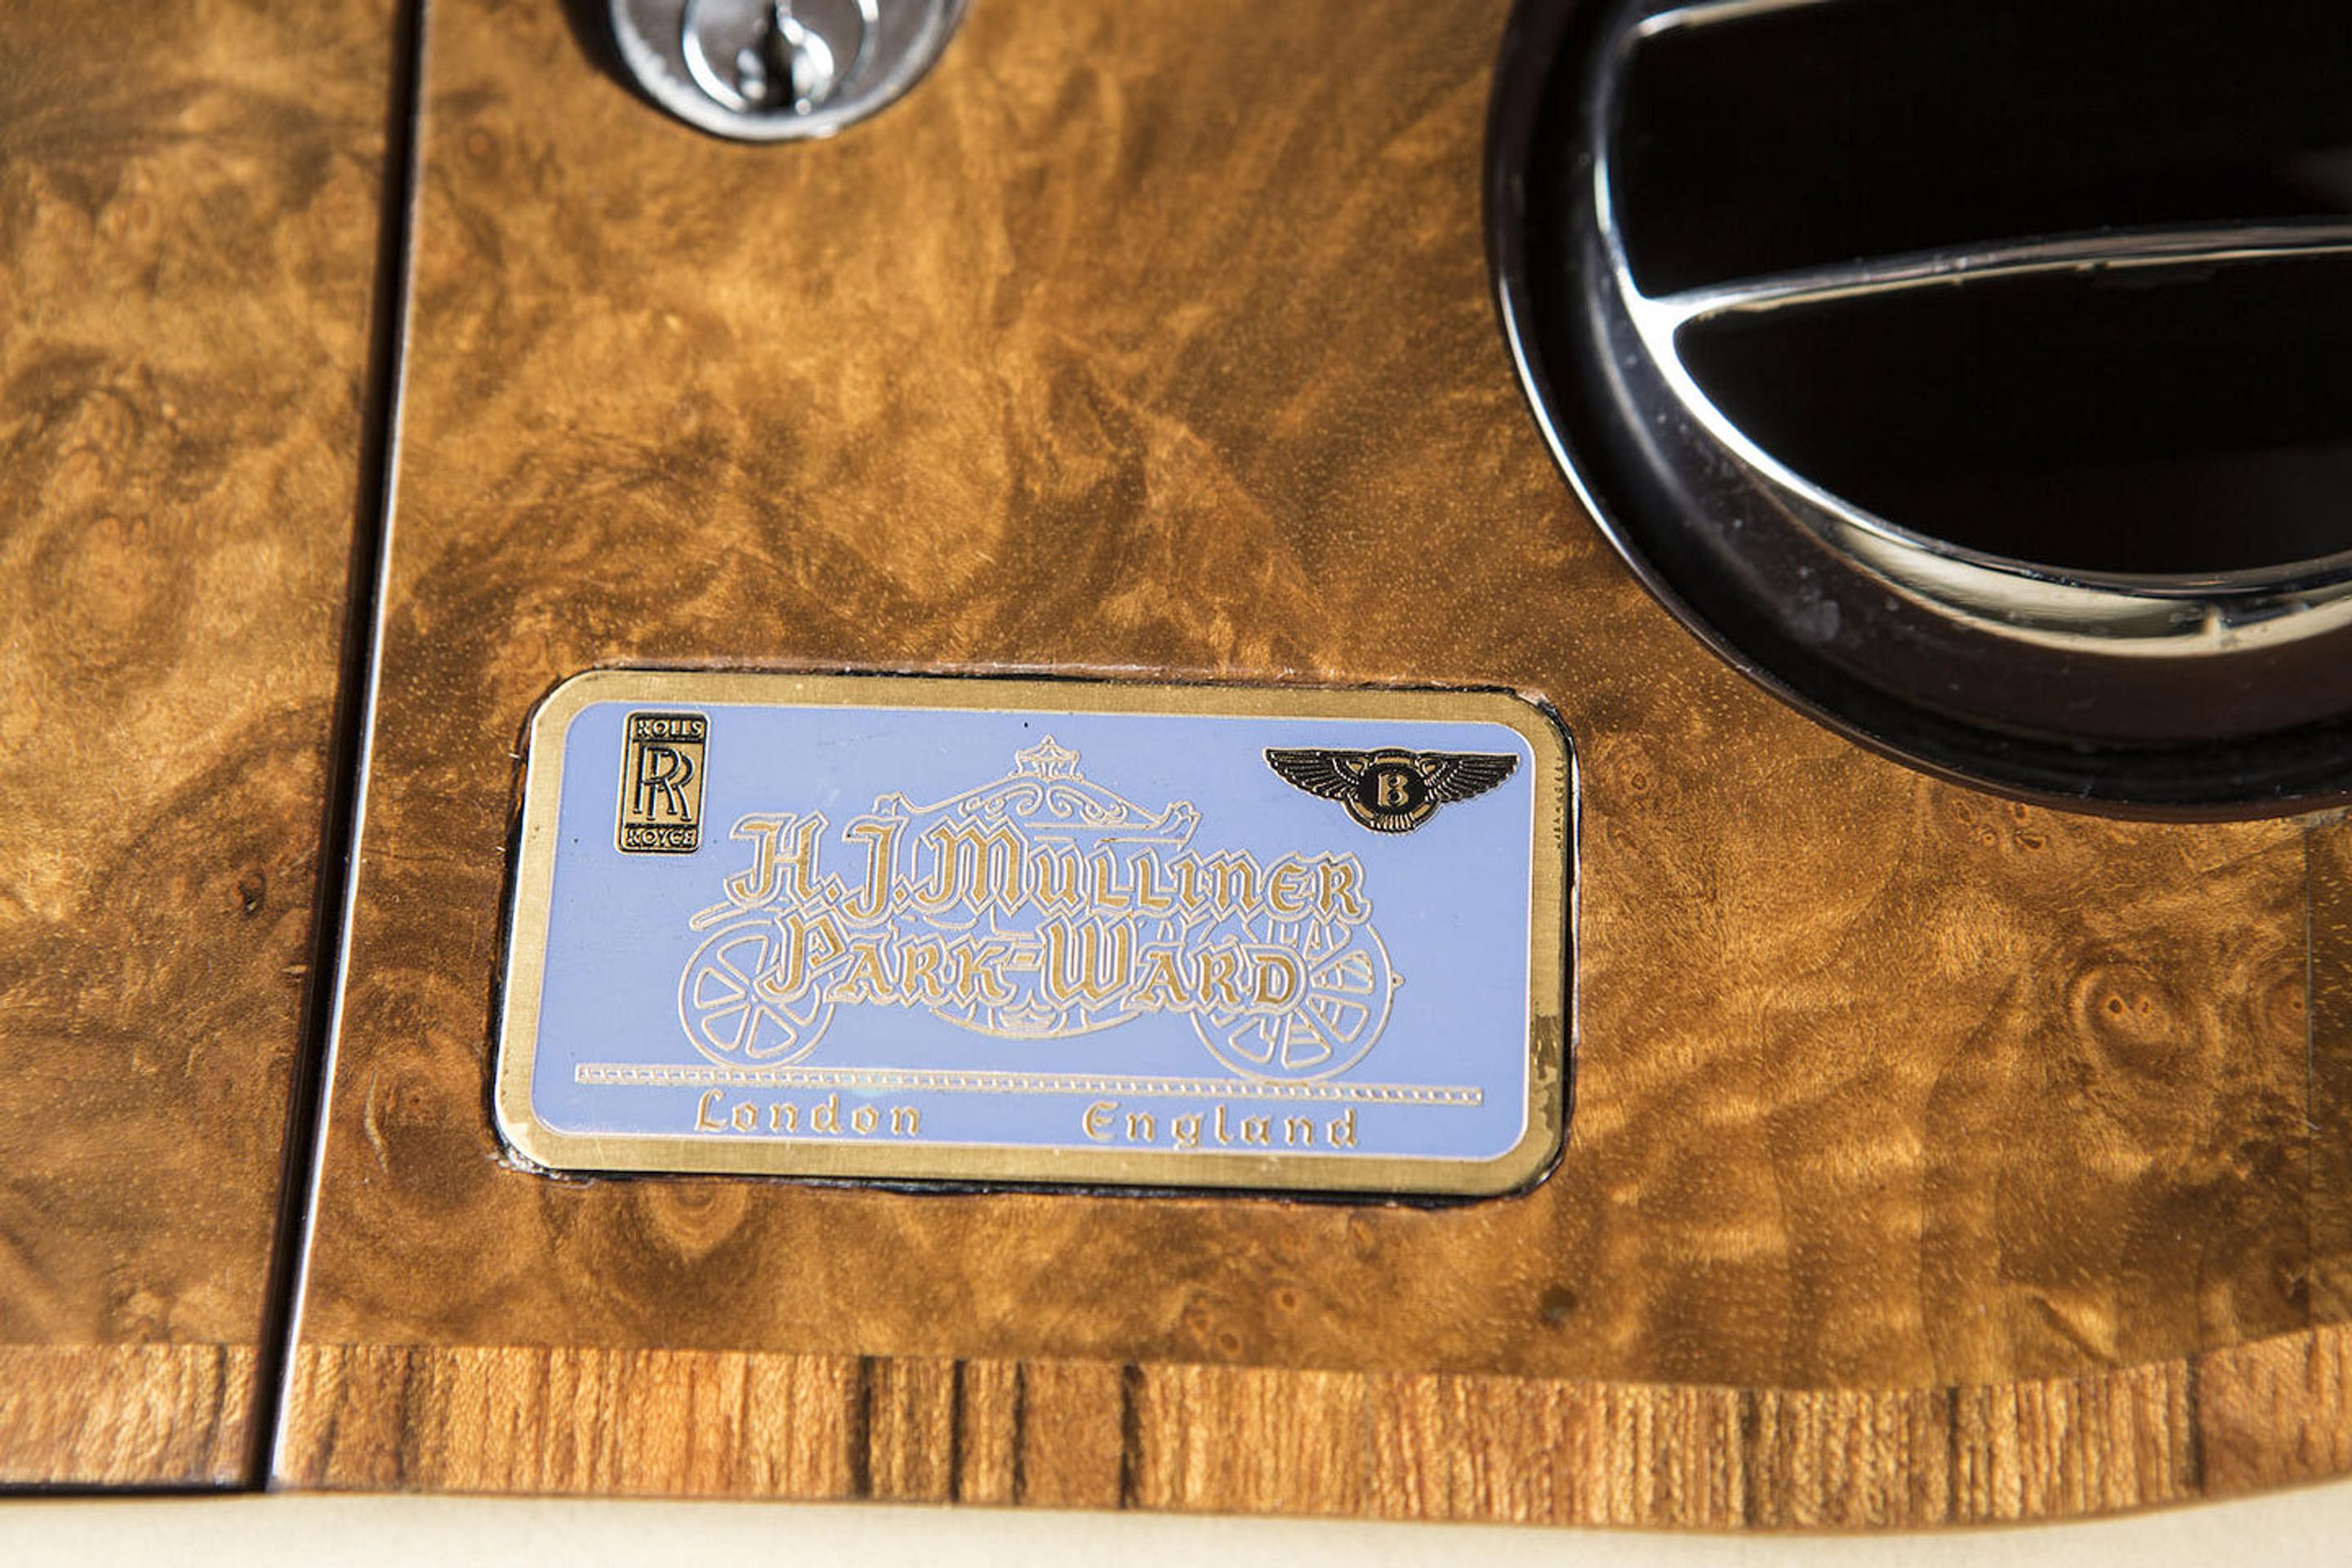 ROLLS
RR
ROYCE
B
H.J. Mulliner
Park-Ward
London England